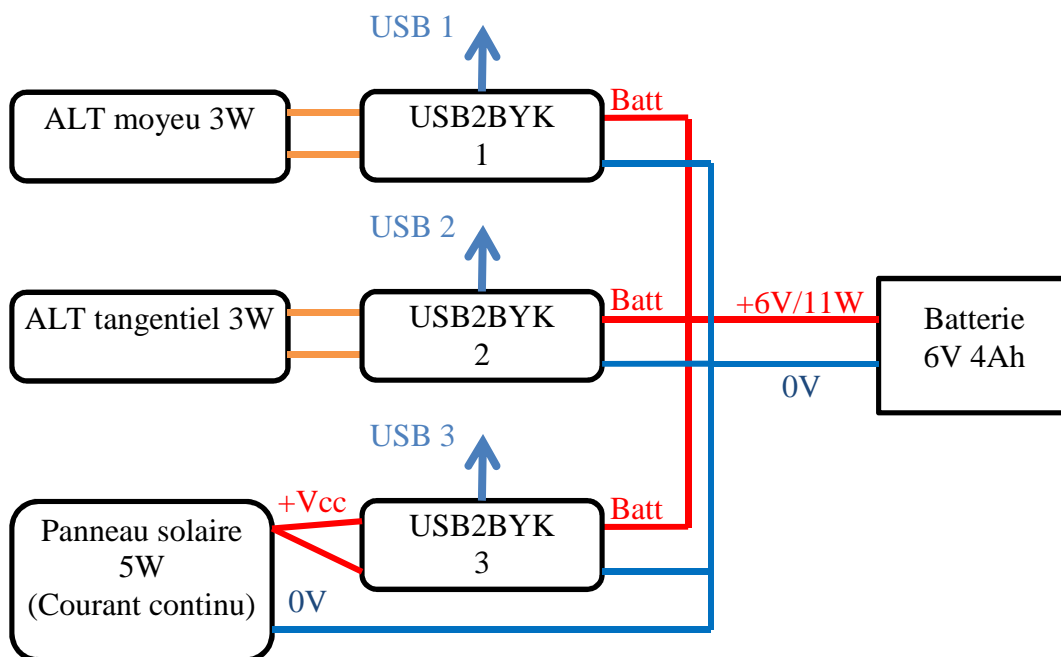 USB 1
ALT moyeu 3W
USB2BYK
1
Batt
USB 2
ALT tangentiel 3W
USB2BYK
2
Batt
+6V/11W
0V
Batterie
6V 4Ah
USB 3
+Vcc
Panneau solaire
5W
(Courant continu)
0V
USB2BYK
3
Batt